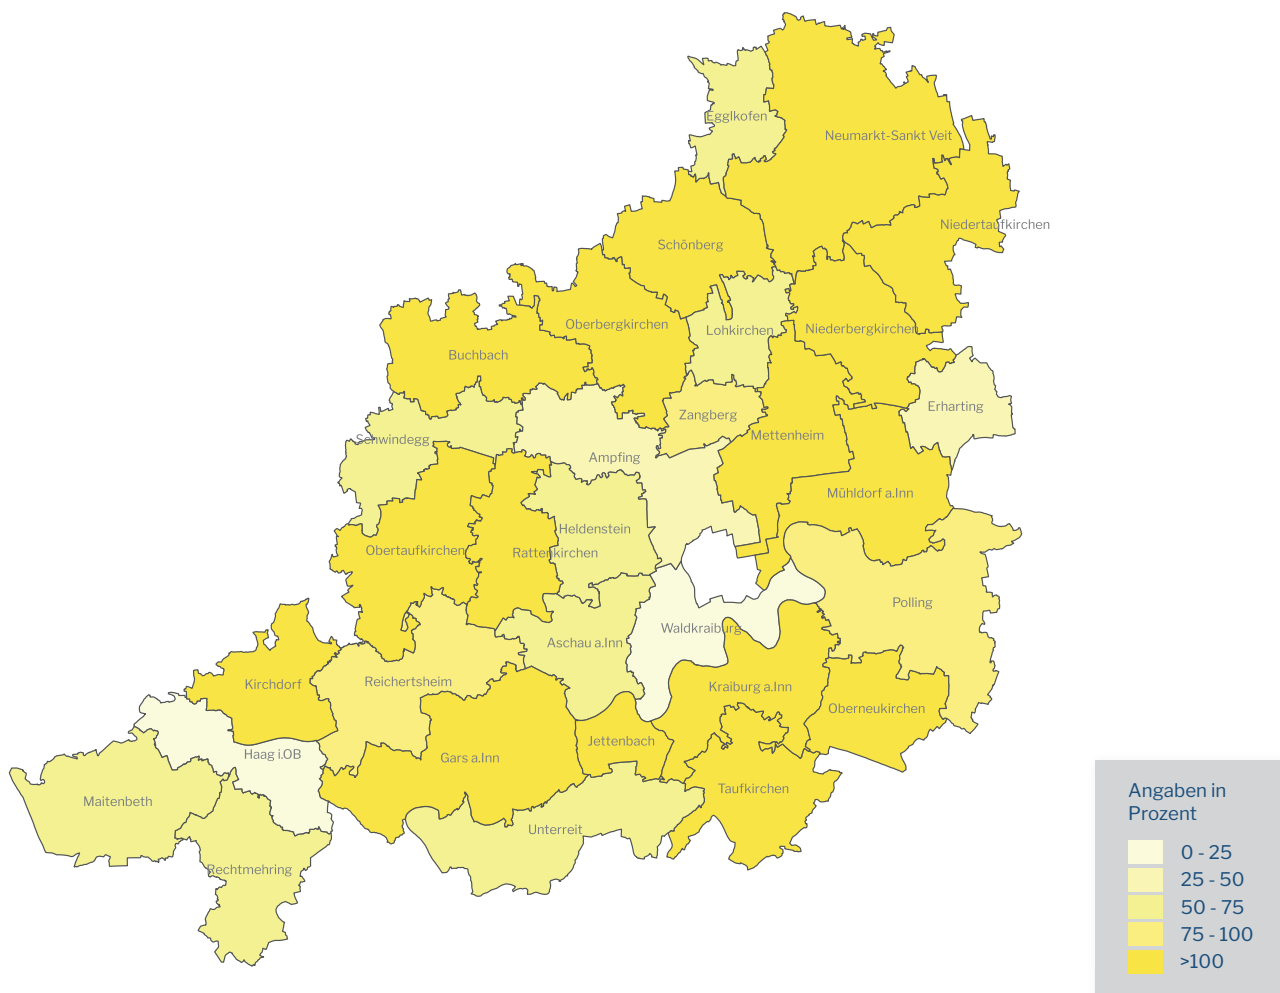 Egglkofen
Neumarkt-Sankt Veit
Niedertaufkirchen
Schönberg
Oberbergkirchen
Lohkirchen
Niederbergkirchen
Buchbach
Zangberg
Erharting
Schwindegg
Mettenheim
Ampfing
Mühldorf a.Inn
Heldenstein
Obertaufkirchen
Rattenkirchen
Polling
Waldkraiburg
Aschau a.Inn
Kirchdorf
Reichertsheim
Kraiburg a.Inn
Oberneukirchen
Haag i.OB
Gars a.Inn
Jettenbach
Taufkirchen
Maitenbeth
Unterreit
Rechtmehring
Angaben in
Prozent
0 - 25
25 - 50
50 - 75
75 - 100
>100